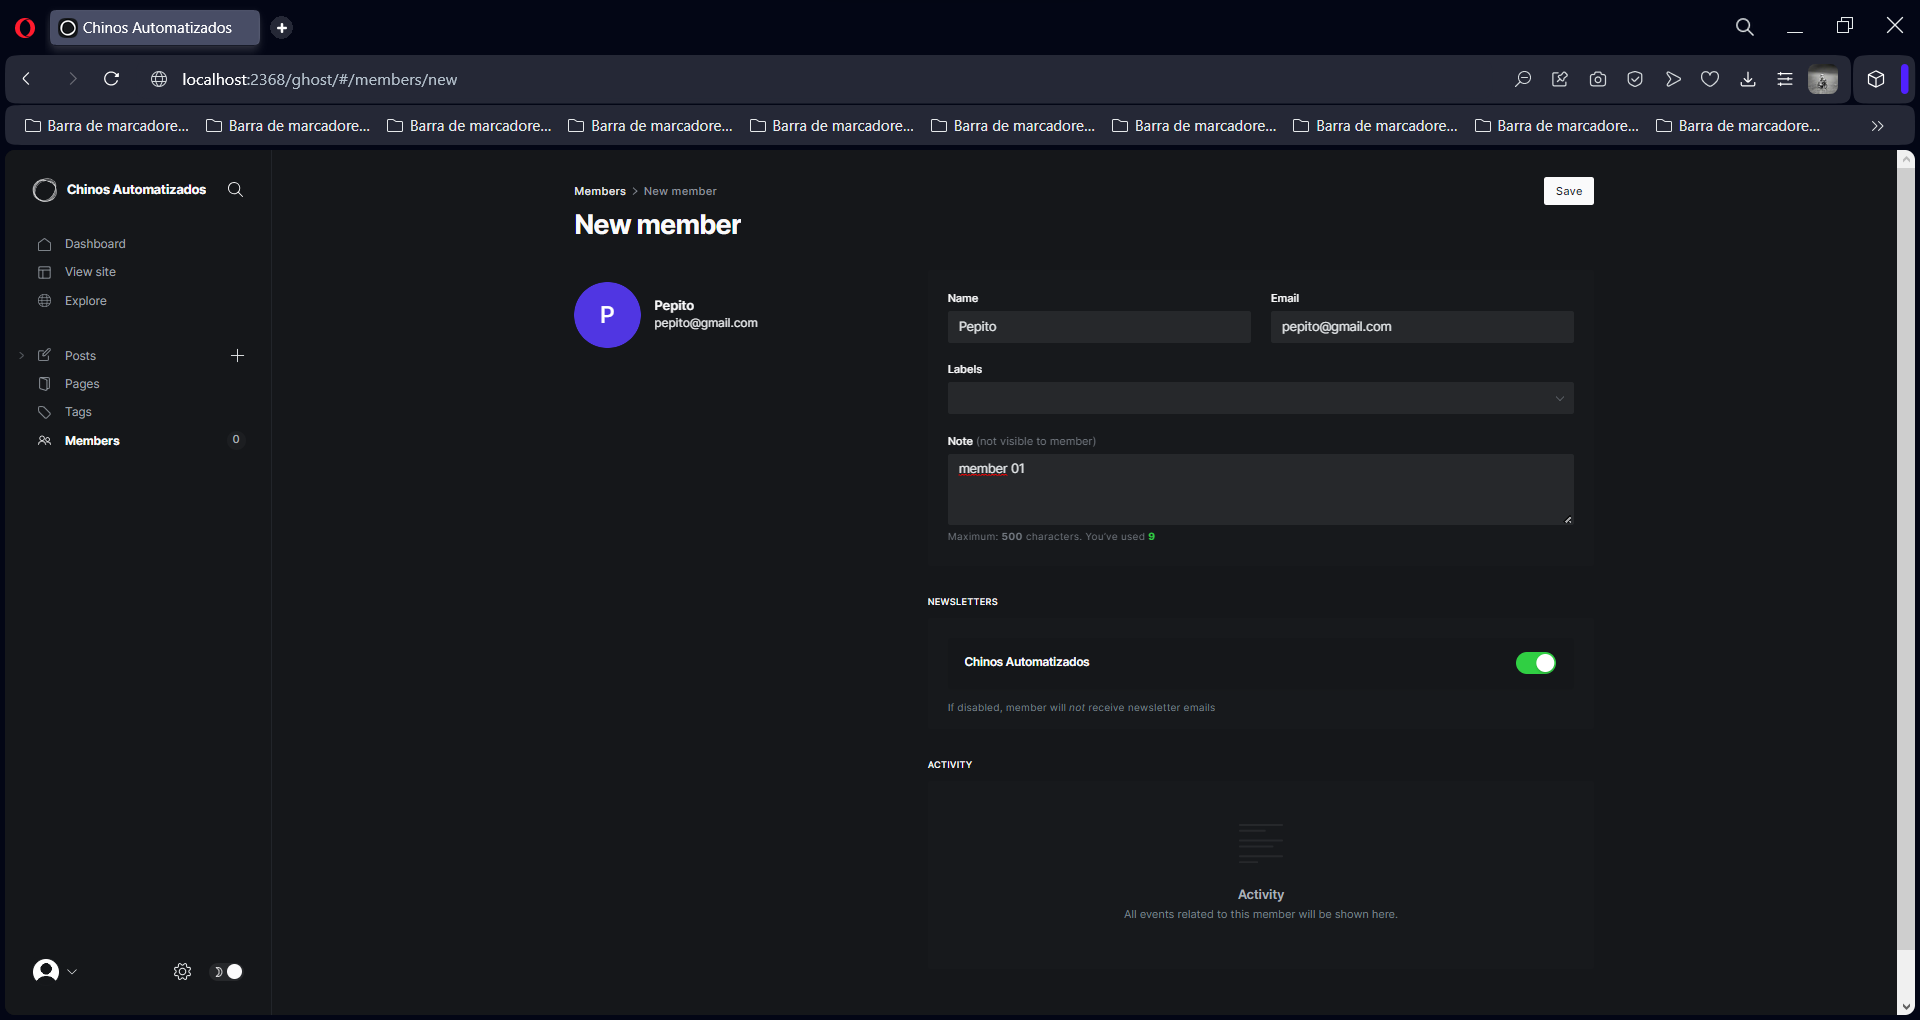 Chinos Automatizados
localhost:2368/ghost/#/members/new
Barra de marcadore... Barra de marcadore... Barra de marcadore... Barra de marcadore... Barra de marcadore... Barra de marcadore... Barra de marcadore... Barra de marcadore... Barra de marcadore... Barra de marcadore...
Chinos Automatizados
Dashboard
View site
Explore
Posts
Pages
Tags
Members 0
Members > New member
Save
New member
P
Pepito
pepito@gmail.com
Name Email
Pepito pepito@gmail.com
Labels
Note (not visible to member)
member 01
Maximum: 500 characters. You've used 9
NEWSLETTERS
Chinos Automatizados
If disabled, member will not receive newsletter emails
ACTIVITY
Activity
All events related to this member will be shown here.